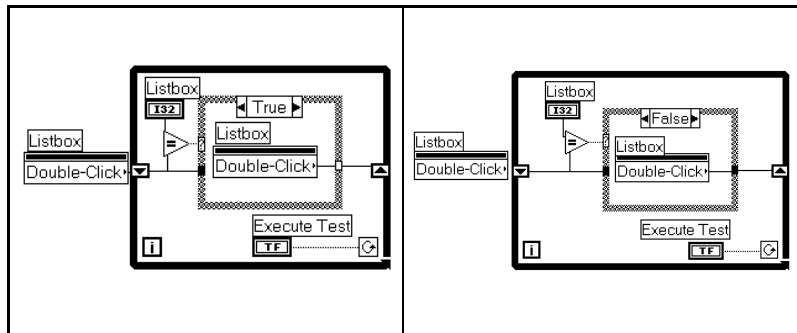 Listbox
I32
True
Listbox
=
Listbox
Double-Click
?
Double-Click
Execute Test
TF
i
Listbox
I32
False
Listbox
=
Listbox
Double-Click
?
Double-Click
Execute Test
TF
i